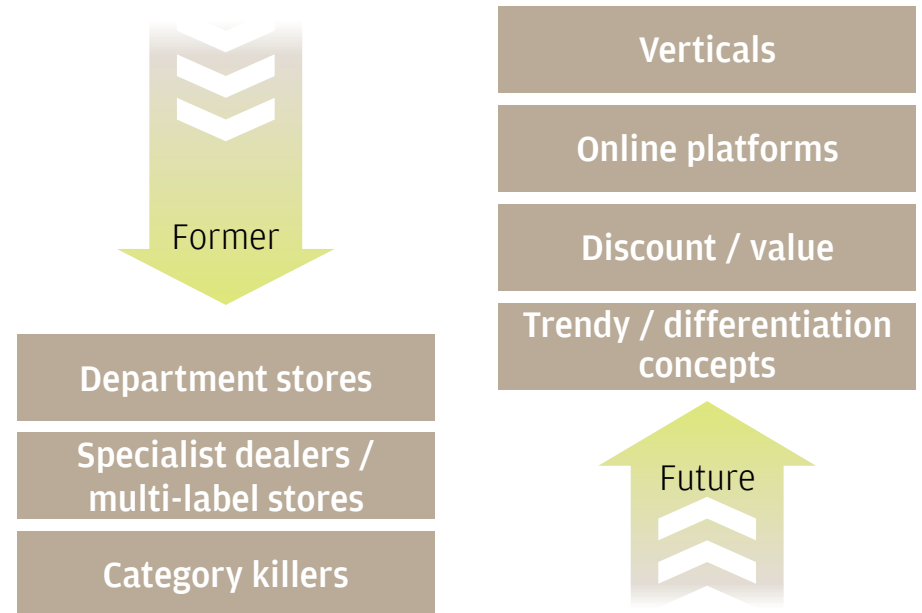 Former
Department stores
Specialist dealers /
multi-label stores
Category killers
Verticals
Online platforms
Discount / value
Trendy / differentiation
concepts
Future